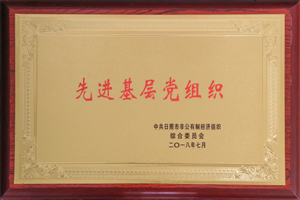 先进基层党组织
中共日照市非公有制经济组织
综合委员会
二〇一八年七月